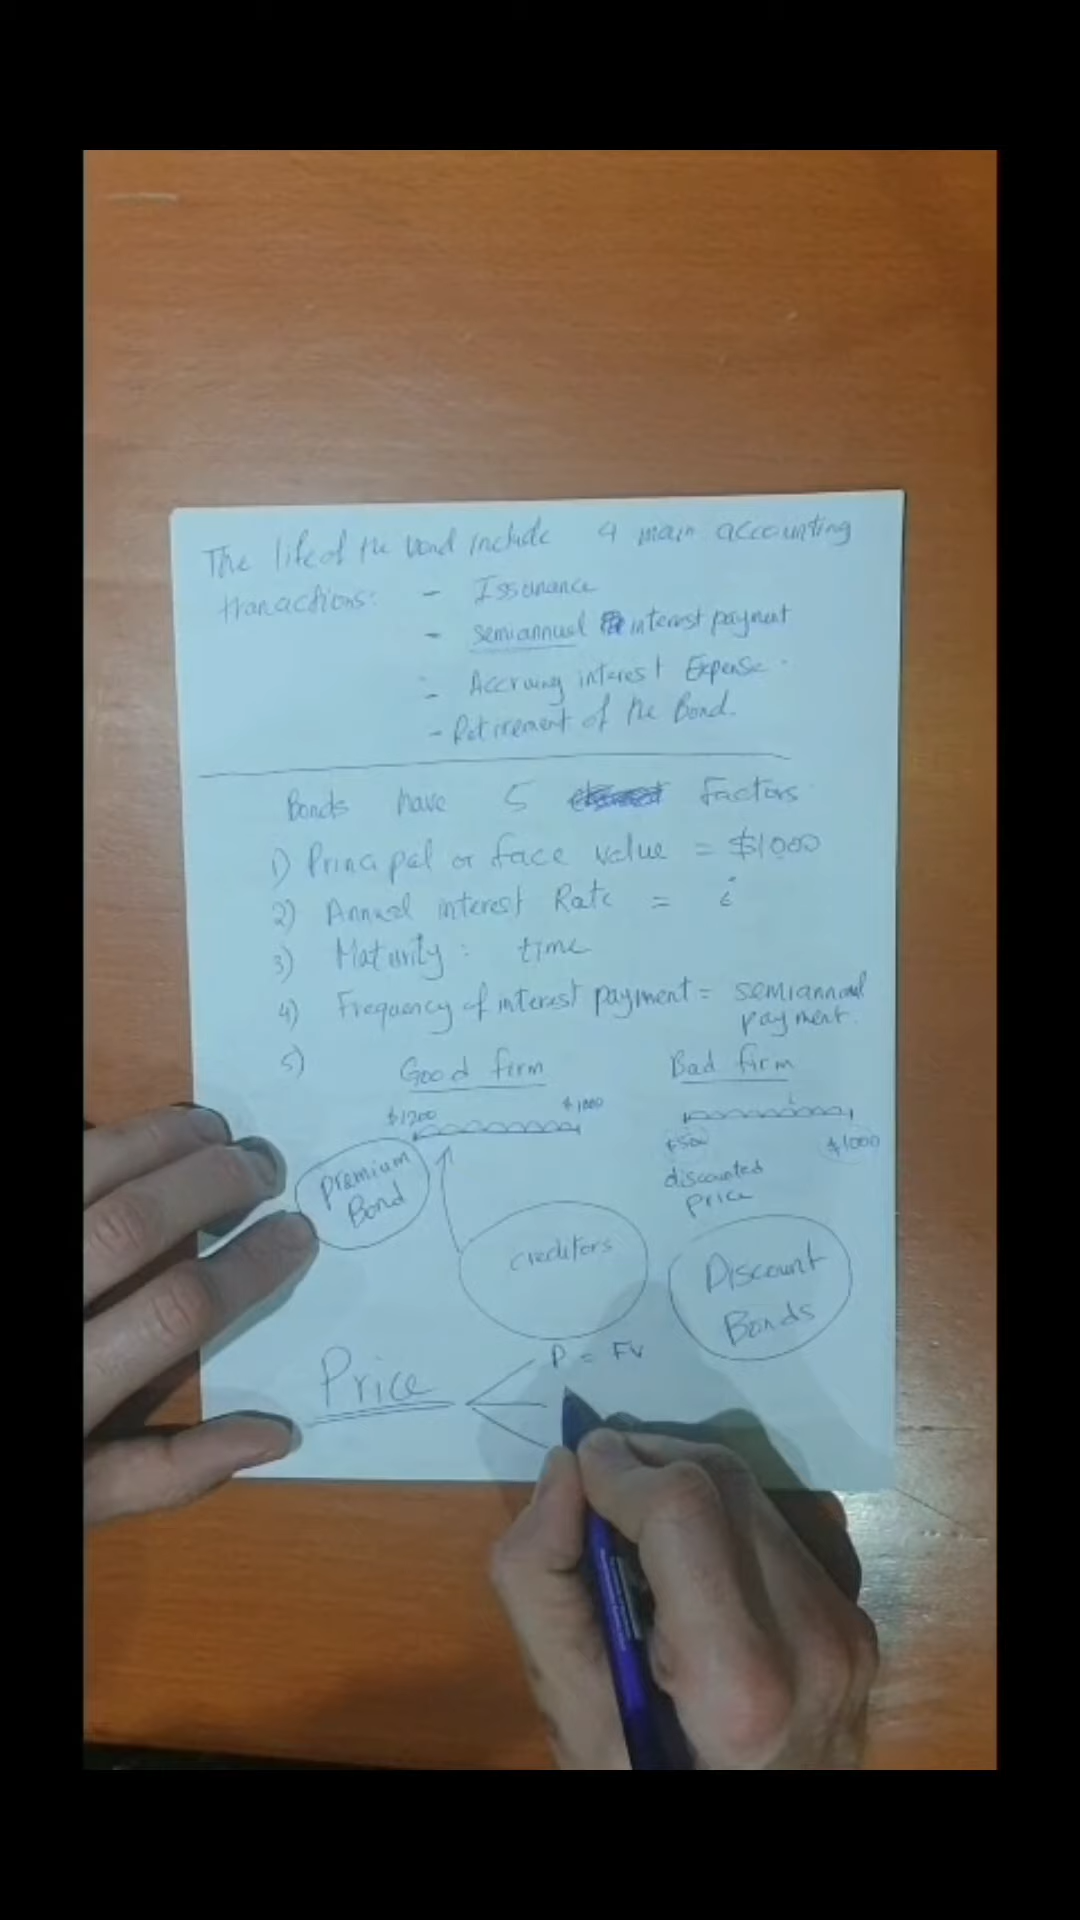 The life of the bond include 4 main accounting
tranactions: - Issunance
- semiannual interest payment
- Accruing interest Expense.
- Retirement of the Bond.
Bonds have 5 factors
1) Principal or face value = $1000
2) Annual interest Rate = i
3) Maturity: time
4) Frequency of interest payment = semiannual
payment.
5) Good firm Bad firm
$1200 $1000
$500 $1000
Premium
Bond
discounted
price
creditors
Discount
Bonds
Price P = FV